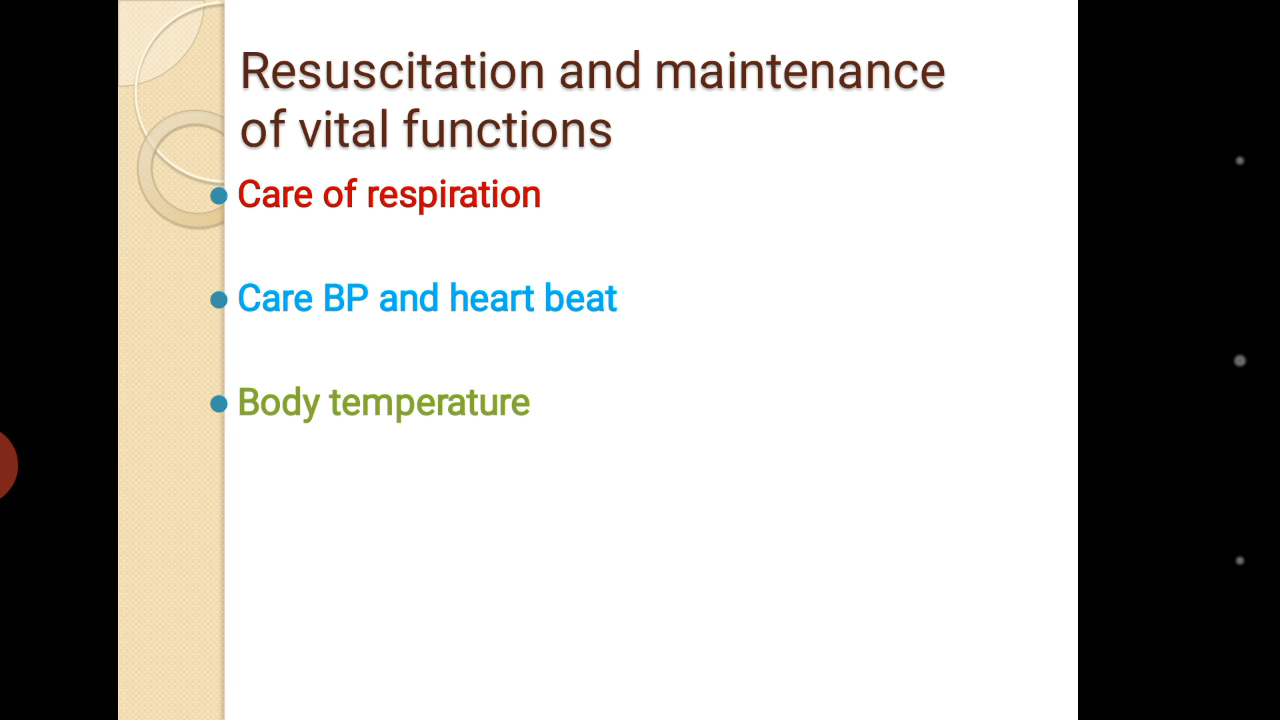 Resuscitation and maintenance
of vital functions
Care of respiration
Care BP and heart beat
Body temperature